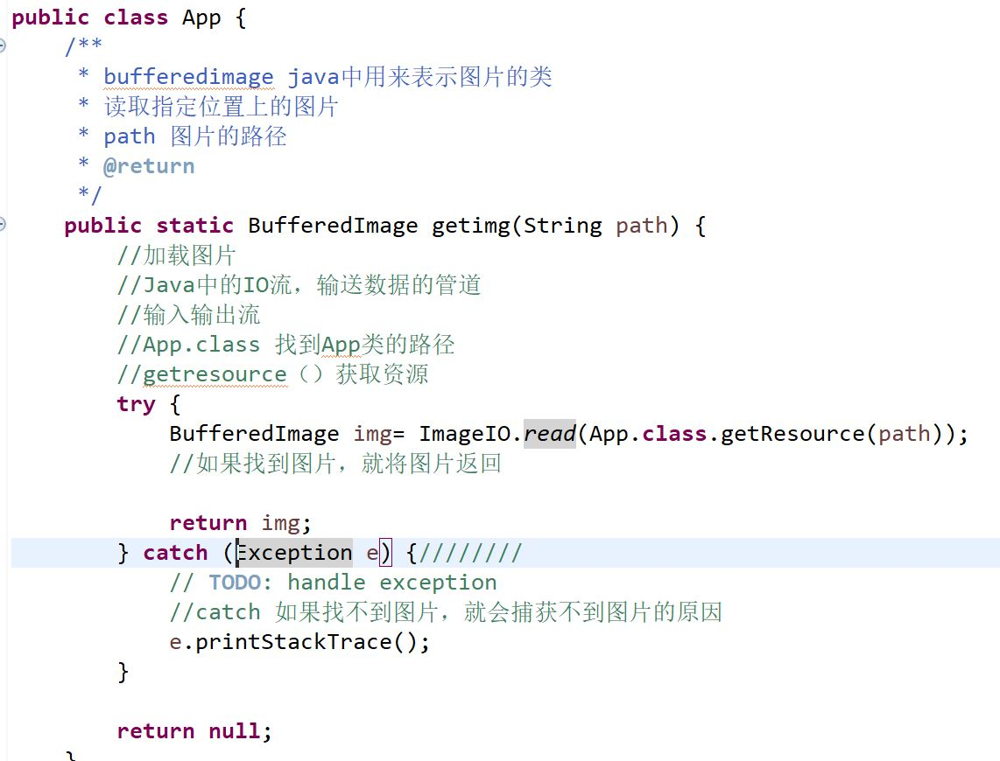 public class App {
/**
* bufferedimage java中用来表示图片的类
* 读取指定位置上的图片
* path 图片的路径
* @return
*/
public static BufferedImage getimg(String path) {
//加载图片
//Java中的IO流，输送数据的管道
//输入输出流
//App.class 找到App类的路径
//getresource（）获取资源
try {
BufferedImage img= ImageIO.read(App.class.getResource(path));
//如果找到图片，就将图片返回
return img;
} catch (Exception e) {////////
// TODO: handle exception
//catch 如果找不到图片，就会捕获不到图片的原因
e.printStackTrace();
}
return null;
}